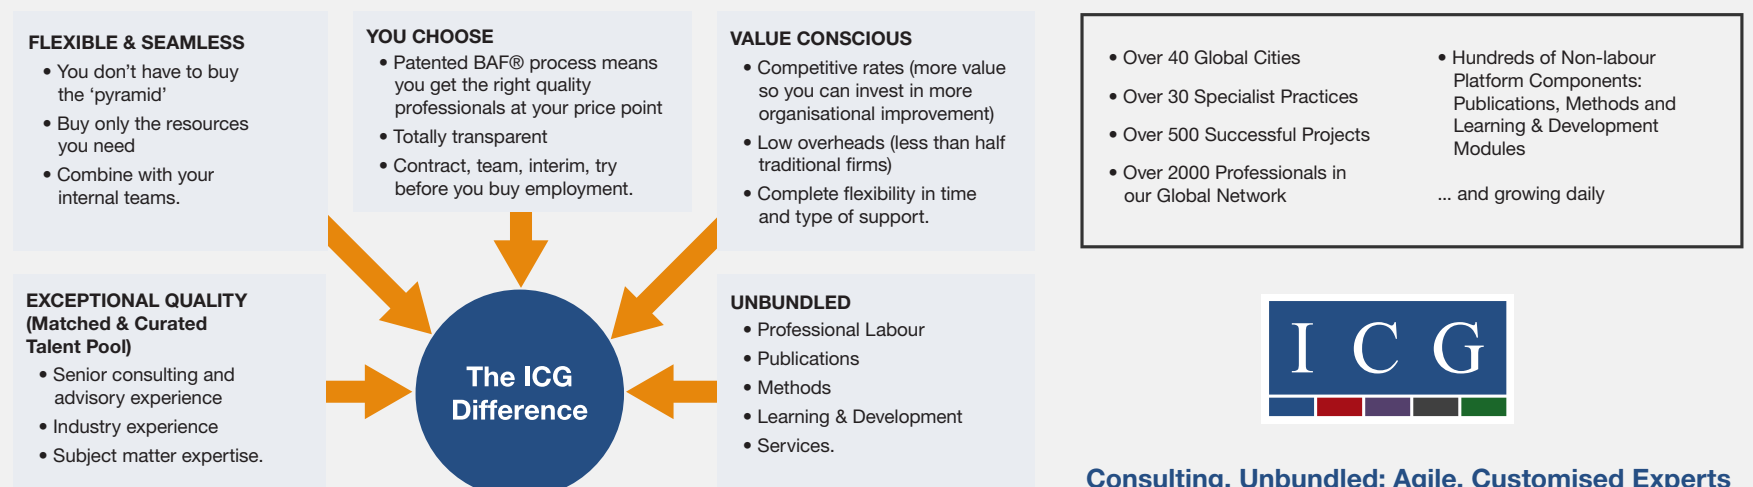 FLEXIBLE & SEAMLESS
• You don’t have to buy
the ‘pyramid’
• Buy only the resources
you need
• Combine with your
internal teams.
YOU CHOOSE
• Patented BAF® process means
you get the right quality
professionals at your price point
• Totally transparent
• Contract, team, interim, try
before you buy employment.
VALUE CONSCIOUS
• Competitive rates (more value
so you can invest in more
organisational improvement)
• Low overheads (less than half
traditional firms)
• Complete flexibility in time
and type of support.
EXCEPTIONAL QUALITY
(Matched & Curated
Talent Pool)
• Senior consulting and
advisory experience
• Industry experience
• Subject matter expertise.
The ICG
Difference
UNBUNDLED
• Professional Labour
• Publications
• Methods
• Learning & Development
• Services.
• Over 40 Global Cities
• Over 30 Specialist Practices
• Over 500 Successful Projects
• Over 2000 Professionals in
our Global Network
• Hundreds of Non-labour
Platform Components:
Publications, Methods and
Learning & Development
Modules
... and growing daily
I C G
Consulting. Unbundled: Agile, Customised Experts